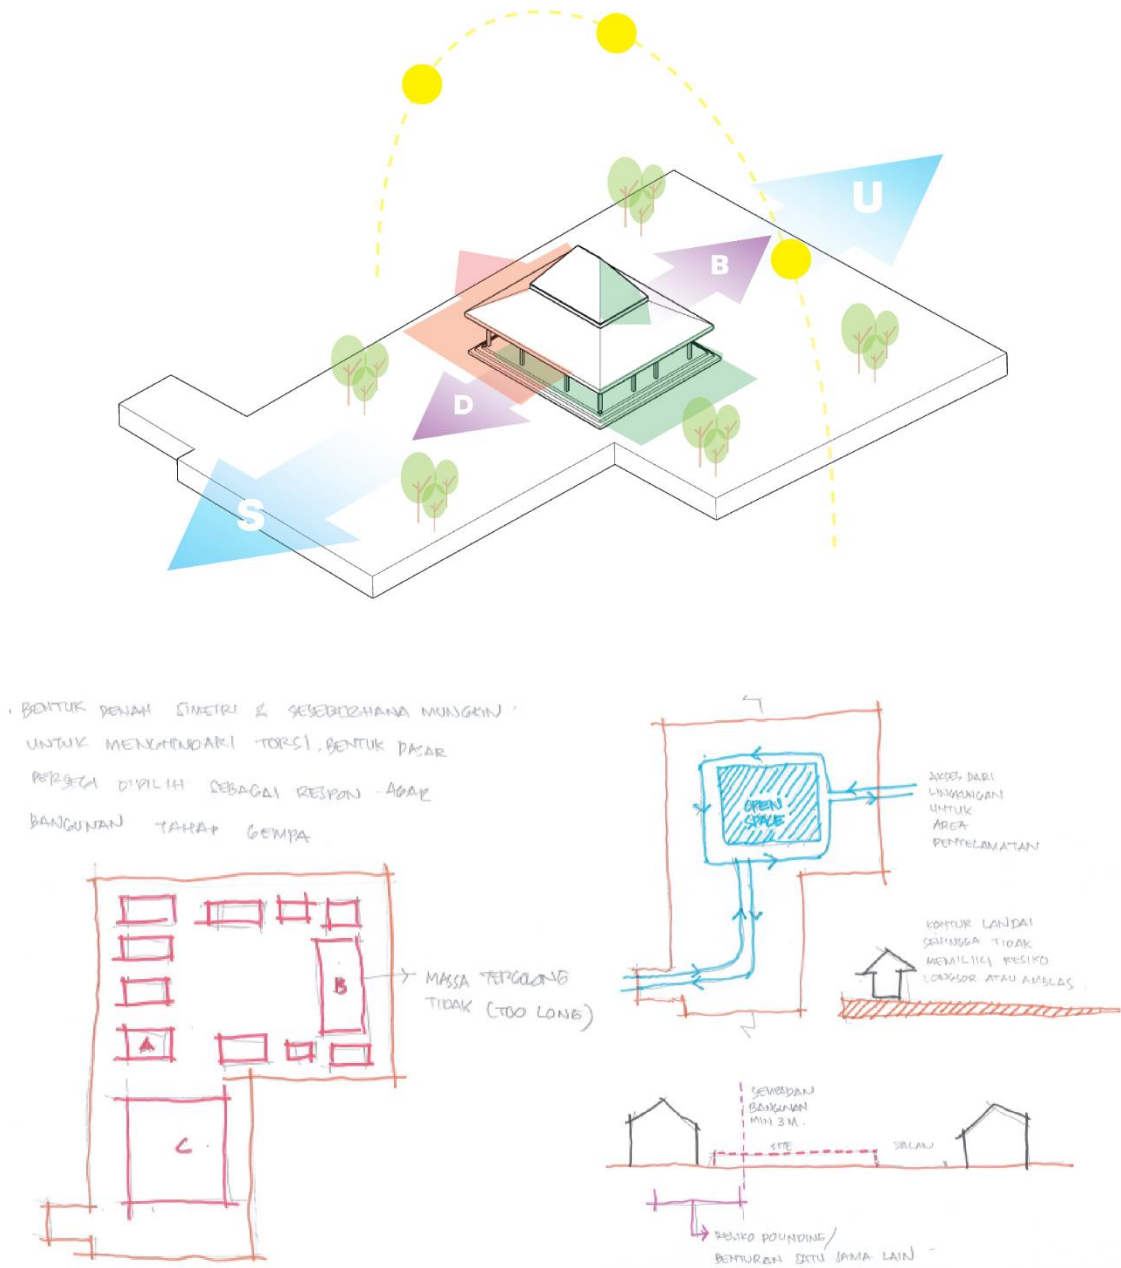 U
B
D
S
. BENTUK DENAH SIMETRI & SESEDERHANA MUNGKIN
UNTUK MENGHINDARI TORSI. BENTUK DASAR
PERSEGI DIPILIH SEBAGAI RESPON AGAR
BANGUNAN TAHAP GEMPA
A
B
C
MASSA TERGOLONG
TIDAK (TOO LONG)
OPEN
SPACE
AKSES DARI
LINGKUNGAN
UNTUK
AREA
PENYELAMATAN
KONTUR LANDAI
SEHINGGA TIDAK
MEMILIKI RESIKO
LONGSOR ATAU AMBLAS.
SEMPADAN
BANGUNAN
MIN 3 M.
SITE
JALAN
RESIKO POUNDING/
BENTURAN SATU SAMA LAIN